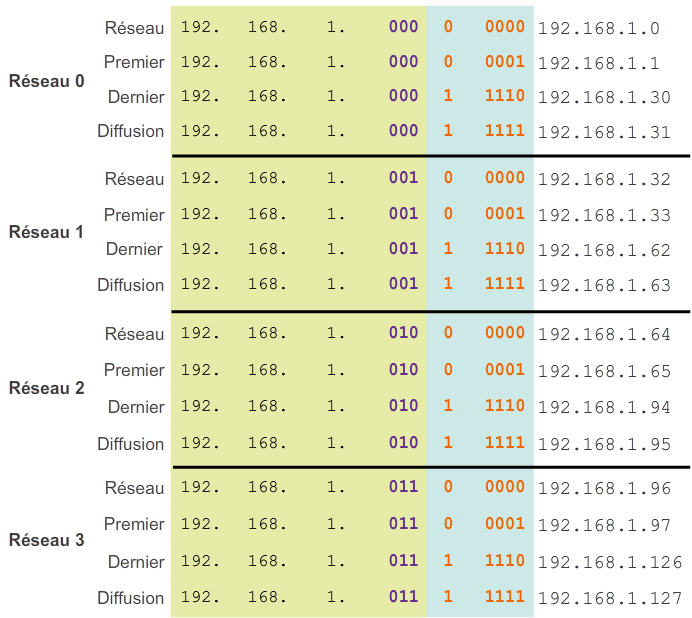 Réseau 192. 168. 1. 000 0 0000 192.168.1.0
Premier 192. 168. 1. 000 0 0001 192.168.1.1
Réseau 0
Dernier 192. 168. 1. 000 1 1110 192.168.1.30
Diffusion 192. 168. 1. 000 1 1111 192.168.1.31
Réseau 192. 168. 1. 001 0 0000 192.168.1.32
Premier 192. 168. 1. 001 0 0001 192.168.1.33
Réseau 1
Dernier 192. 168. 1. 001 1 1110 192.168.1.62
Diffusion 192. 168. 1. 001 1 1111 192.168.1.63
Réseau 192. 168. 1. 010 0 0000 192.168.1.64
Premier 192. 168. 1. 010 0 0001 192.168.1.65
Réseau 2
Dernier 192. 168. 1. 010 1 1110 192.168.1.94
Diffusion 192. 168. 1. 010 1 1111 192.168.1.95
Réseau 192. 168. 1. 011 0 0000 192.168.1.96
Premier 192. 168. 1. 011 0 0001 192.168.1.97
Réseau 3
Dernier 192. 168. 1. 011 1 1110 192.168.1.126
Diffusion 192. 168. 1. 011 1 1111 192.168.1.127